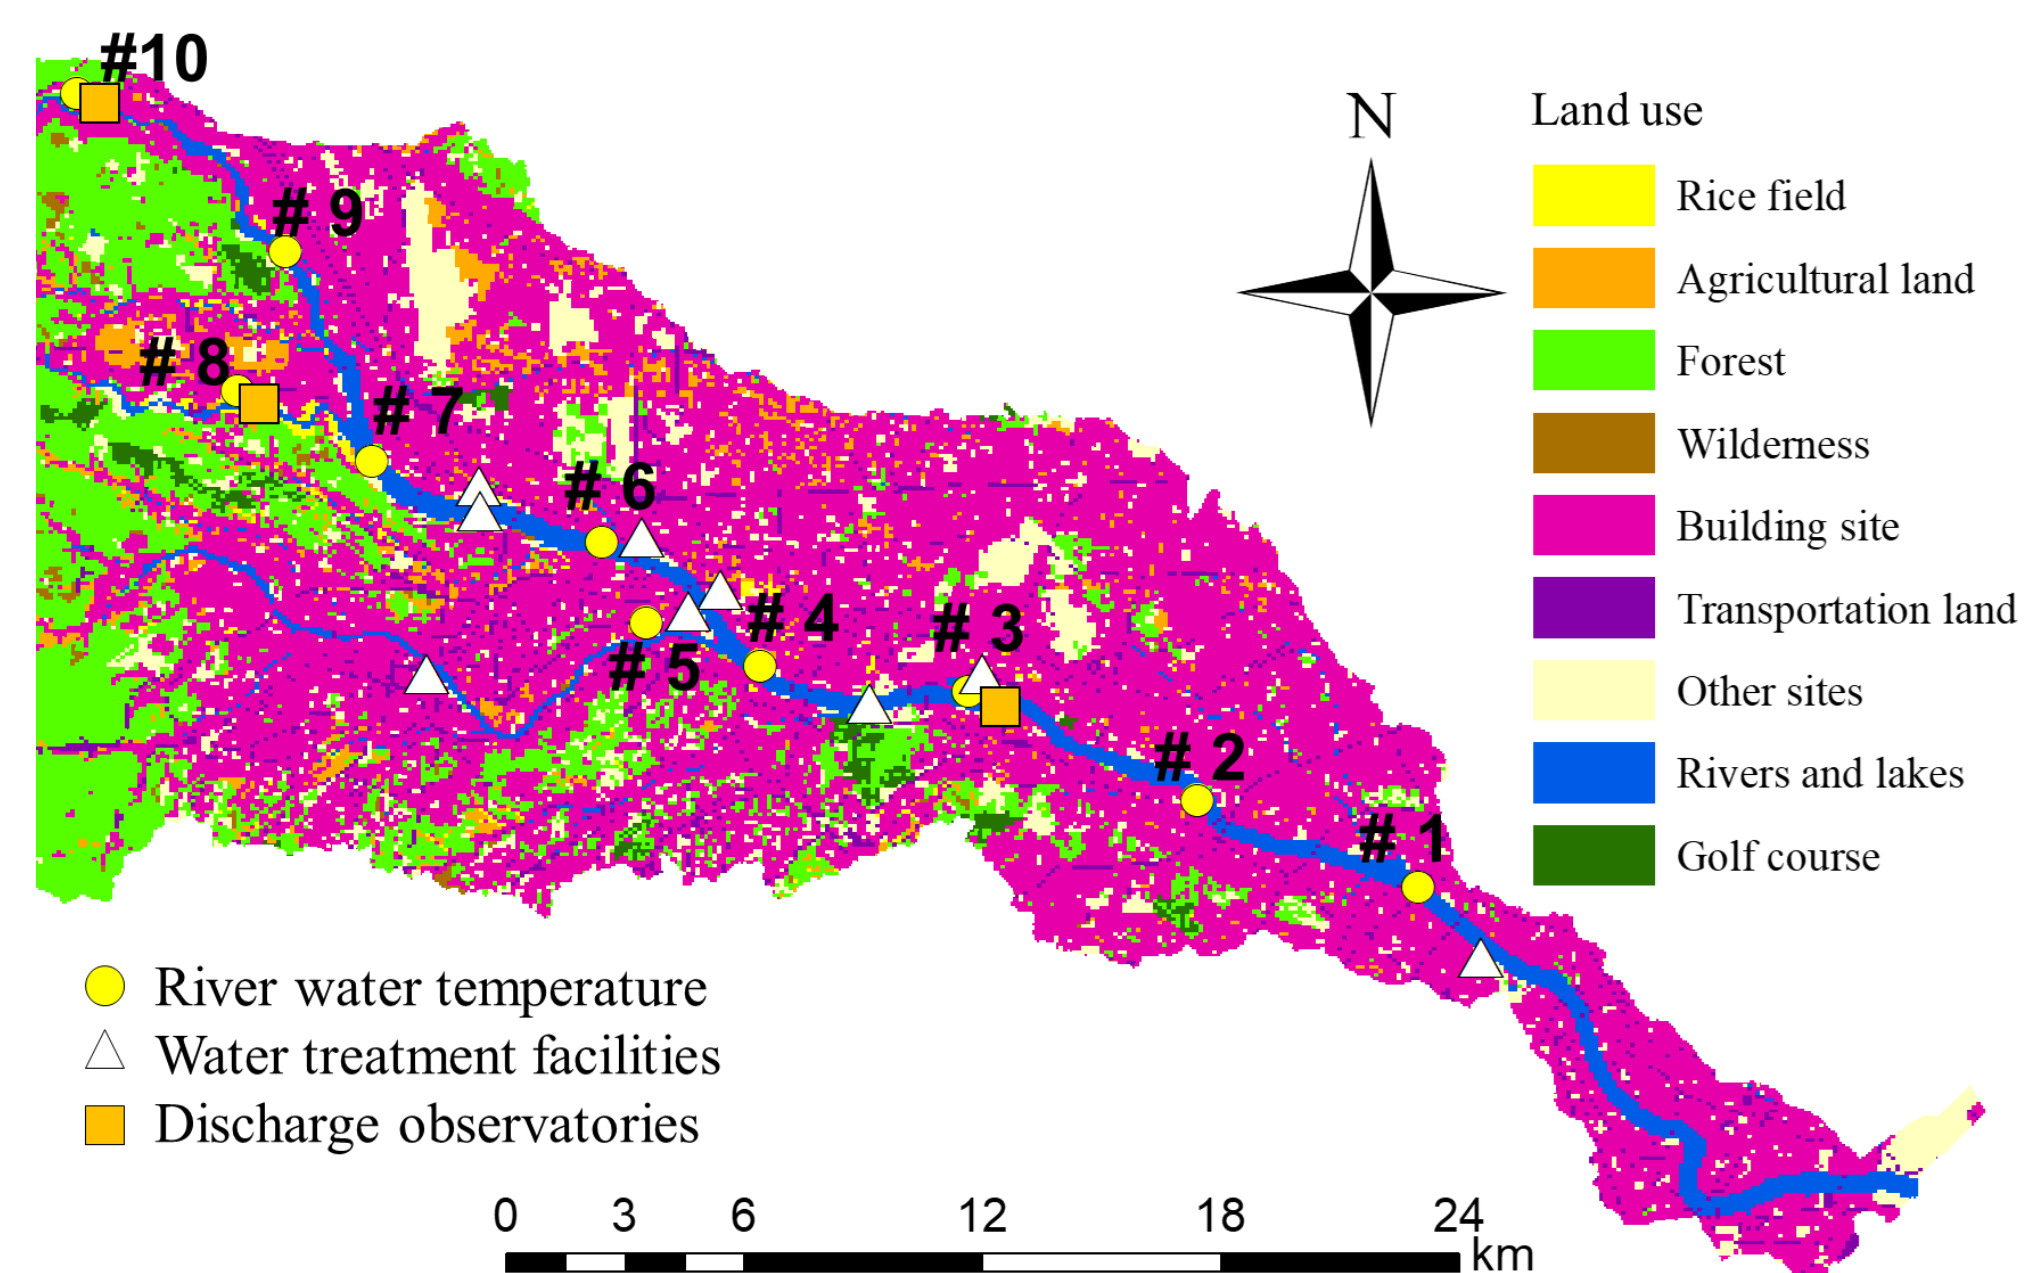 #10
N
Land use
Rice field
# 9
Agricultural land
# 8
Forest
# 7
Wilderness
# 6
Building site
# 4
# 3
Transportation land
# 5
Other sites
# 2
Rivers and lakes
# 1
Golf course
River water temperature
Water treatment facilities
Discharge observatories
0 3 6 12 18 24
km